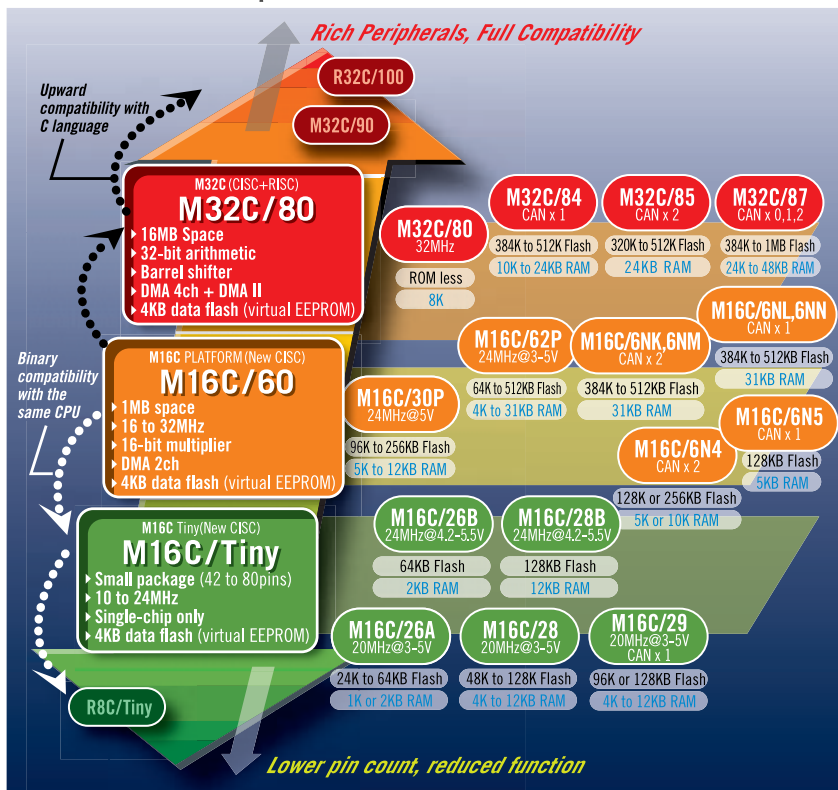 Rich Peripherals, Full Compatibility
R32C/100
M32C/90
Upward
compatibility with
C language
M32C (CISC+RISC)
M32C/80
16MB Space
32-bit arithmetic
Barrel shifter
DMA 4ch + DMA II
4KB data flash (virtual EEPROM)
M32C/80
32MHz
ROM less
8K
M32C/84
CAN x 1
384K to 512K Flash
10K to 24KB RAM
M32C/85
CAN x 2
320K to 512K Flash
24KB RAM
M32C/87
CAN x 0,1,2
384K to 1MB Flash
24K to 48KB RAM
Binary
compatibility
with the
same CPU
M16C PLATFORM (New CISC)
M16C/60
1MB space
16 to 32MHz
16-bit multiplier
DMA 2ch
4KB data flash (virtual EEPROM)
M16C/30P
24MHz@5V
96K to 256KB Flash
5K to 12KB RAM
M16C/62P
24MHz@3-5V
64K to 512KB Flash
4K to 31KB RAM
M16C/6NK,6NM
CAN x 2
384K to 512KB Flash
31KB RAM
M16C/6NL,6NN
CAN x 1
384K to 512KB Flash
31KB RAM
M16C/6N4
CAN x 2
128K or 256KB Flash
5K or 10K RAM
M16C/6N5
CAN x 1
128KB Flash
5KB RAM
M16C Tiny(New CISC)
M16C/Tiny
Small package (42 to 80pins)
10 to 24MHz
Single-chip only
4KB data flash (virtual EEPROM)
M16C/26B
24MHz@4.2-5.5V
64KB Flash
2KB RAM
M16C/28B
24MHz@4.2-5.5V
128KB Flash
12KB RAM
M16C/26A
20MHz@3-5V
24K to 64KB Flash
1K or 2KB RAM
M16C/28
20MHz@3-5V
48K to 128K Flash
4K to 12KB RAM
M16C/29
20MHz@3-5V
CAN x 1
96K or 128KB Flash
4K to 12KB RAM
R8C/Tiny
Lower pin count, reduced function